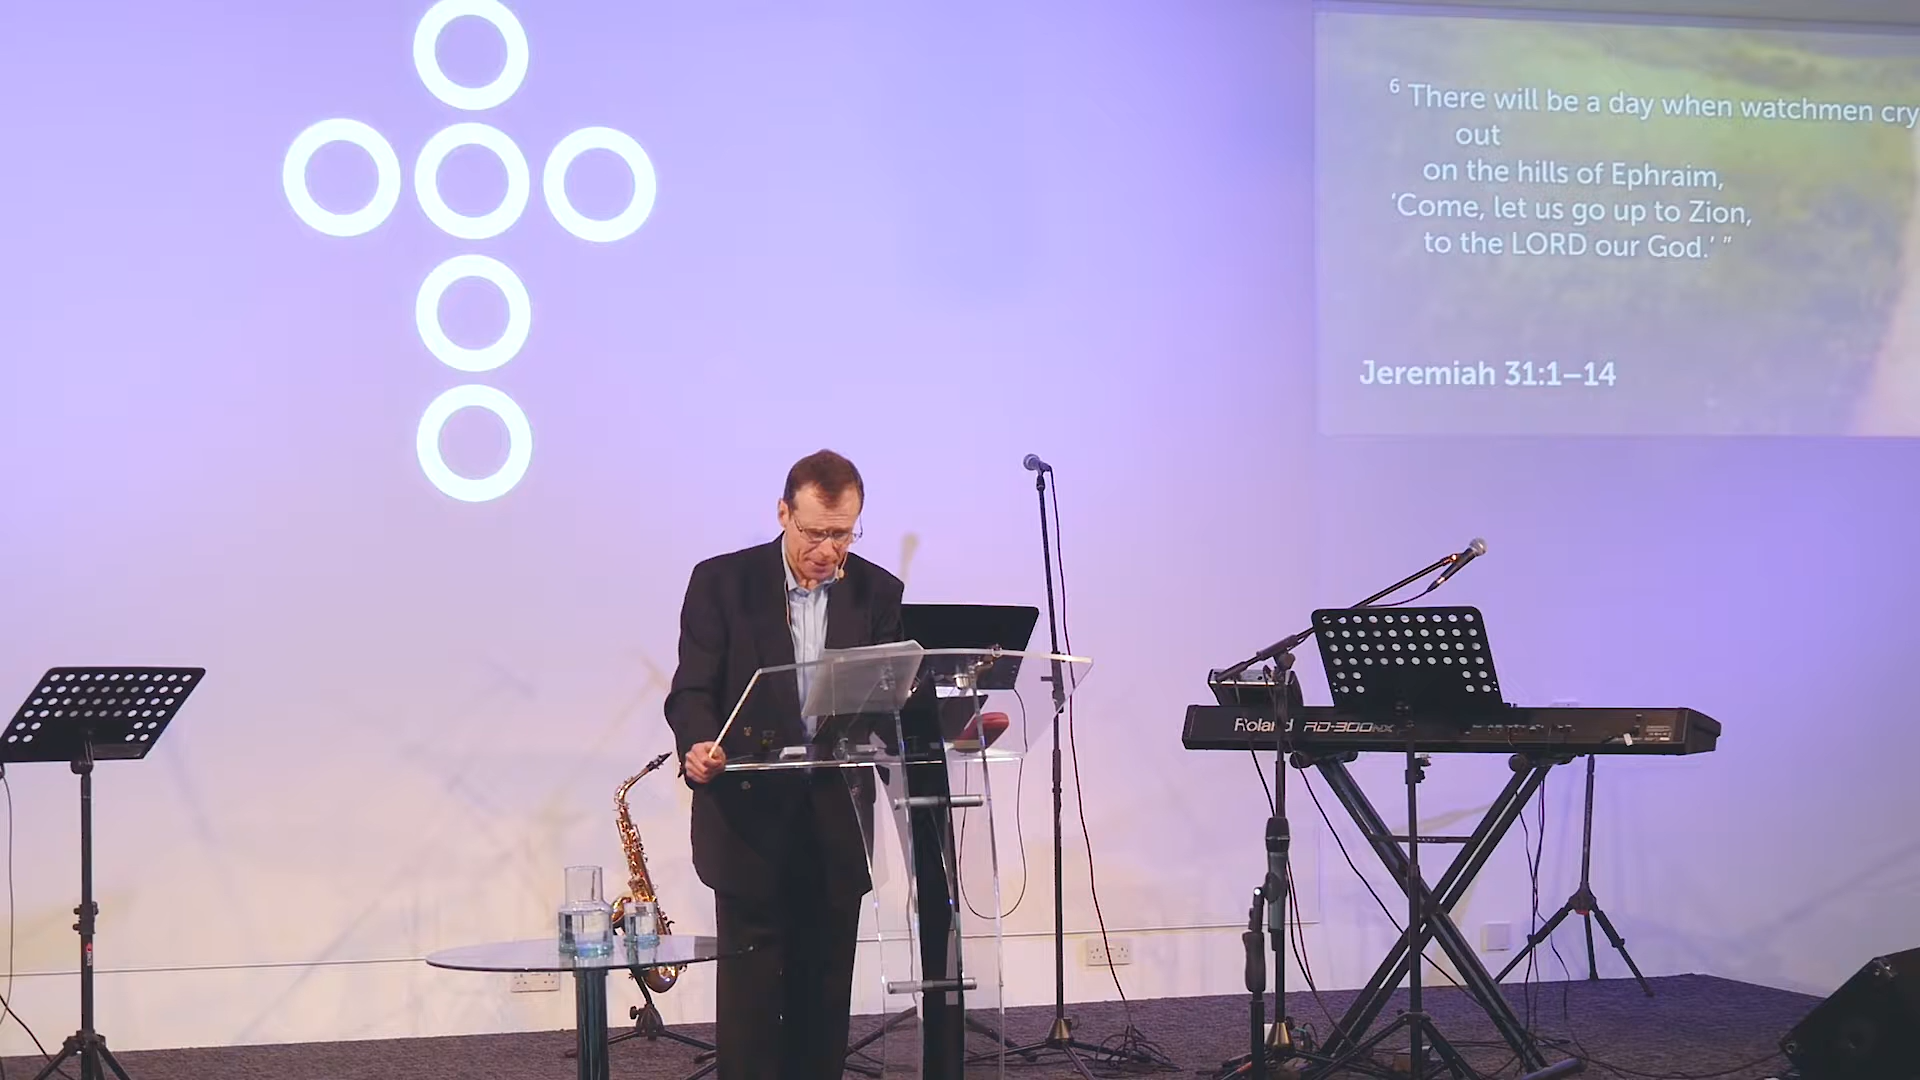 6 There will be a day when watchmen cry
out
on the hills of Ephraim,
‘Come, let us go up to Zion,
to the LORD our God.’ ”
Jeremiah 31:1–14
Roland RD-300NX